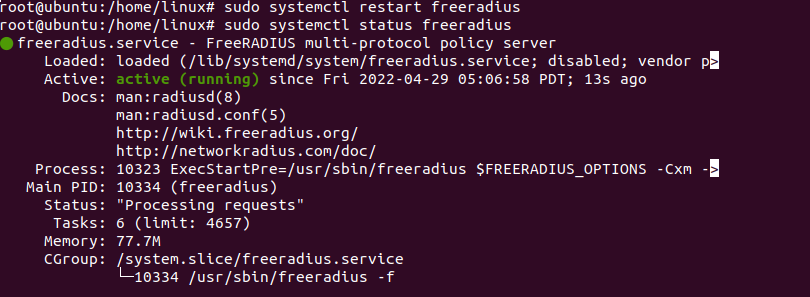 root@ubuntu:/home/linux# sudo systemctl restart freeradius
root@ubuntu:/home/linux# sudo systemctl status freeradius
● freeradius.service - FreeRADIUS multi-protocol policy server
Loaded: loaded (/lib/systemd/system/freeradius.service; disabled; vendor p>
Active: active (running) since Fri 2022-04-29 05:06:58 PDT; 13s ago
Docs: man:radiusd(8)
man:radiusd.conf(5)
http://wiki.freeradius.org/
http://networkradius.com/doc/
Process: 10323 ExecStartPre=/usr/sbin/freeradius $FREERADIUS_OPTIONS -Cxm ->
Main PID: 10334 (freeradius)
Status: "Processing requests"
Tasks: 6 (limit: 4657)
Memory: 77.7M
CGroup: /system.slice/freeradius.service
└─10334 /usr/sbin/freeradius -f